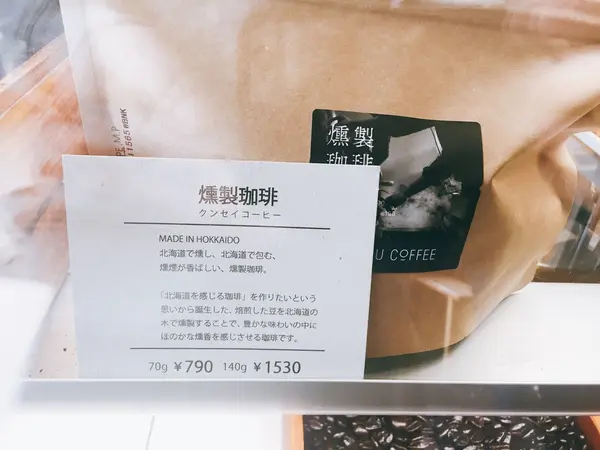 燻製
珈琲
U COFFEE
燻製珈琲
クンセイコーヒー
MADE IN HOKKAIDO
北海道で燻し、北海道で包む、
燻煙が香ばしい、燻製珈琲。
「北海道を感じる珈琲」を作りたいという
思いから誕生した、焙煎した豆を北海道の
木で燻製することで、豊かな味わいの中に
ほのかな燻香を感じさせる珈琲です。
70g ¥790 140g ¥1530